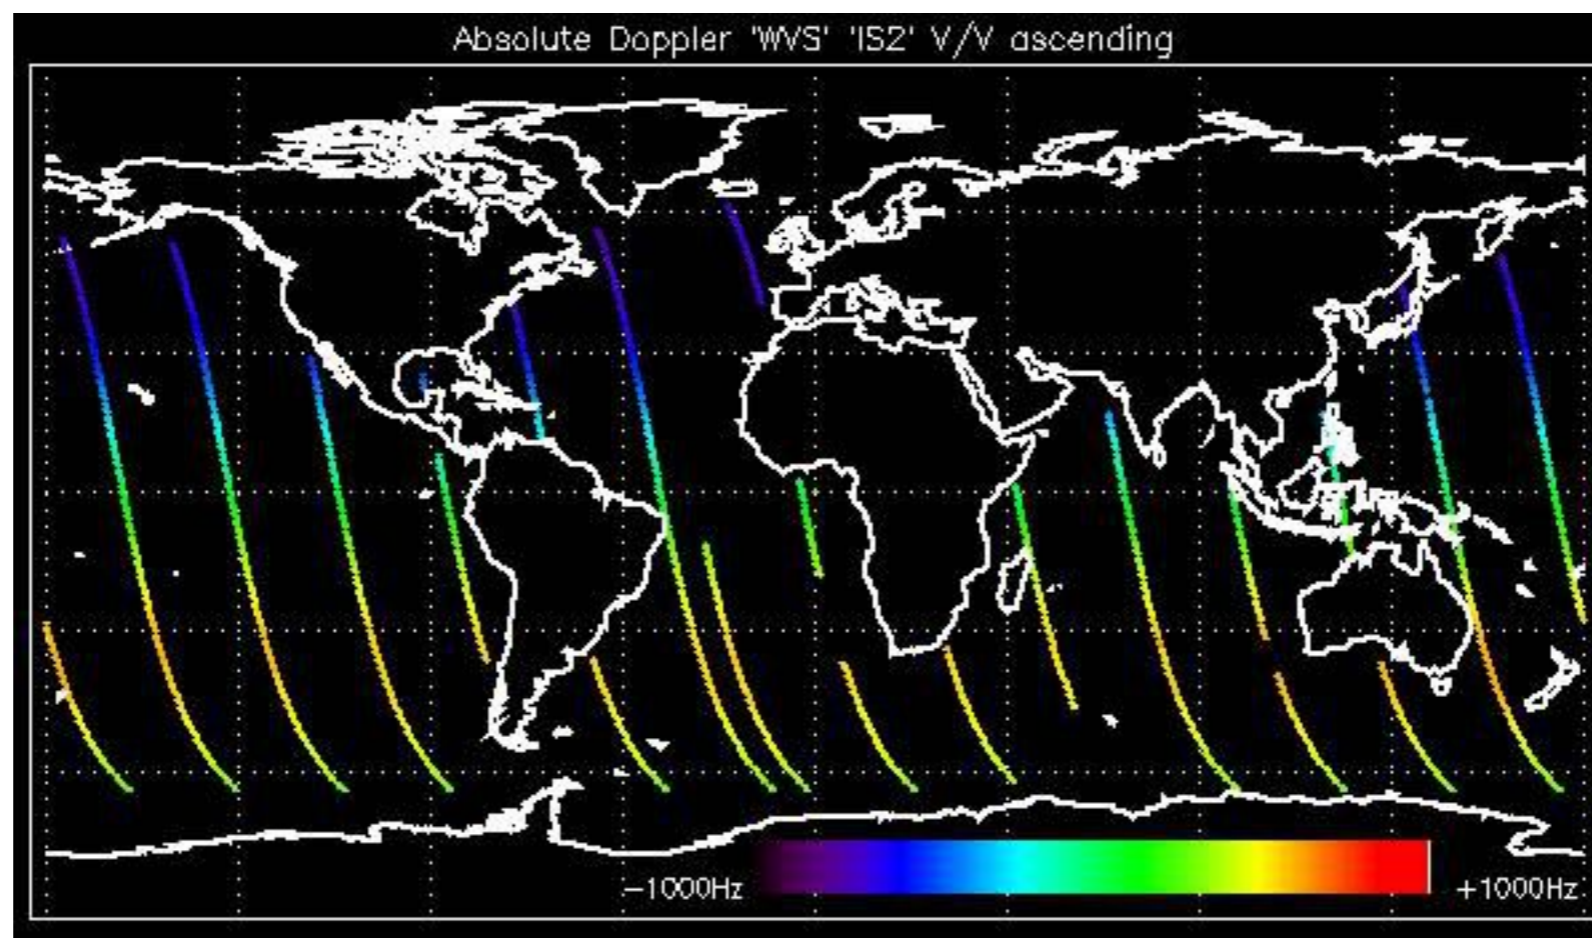 Absolute Doppler 'WVS' 'IS2' V/V ascending
-1000Hz +1000Hz